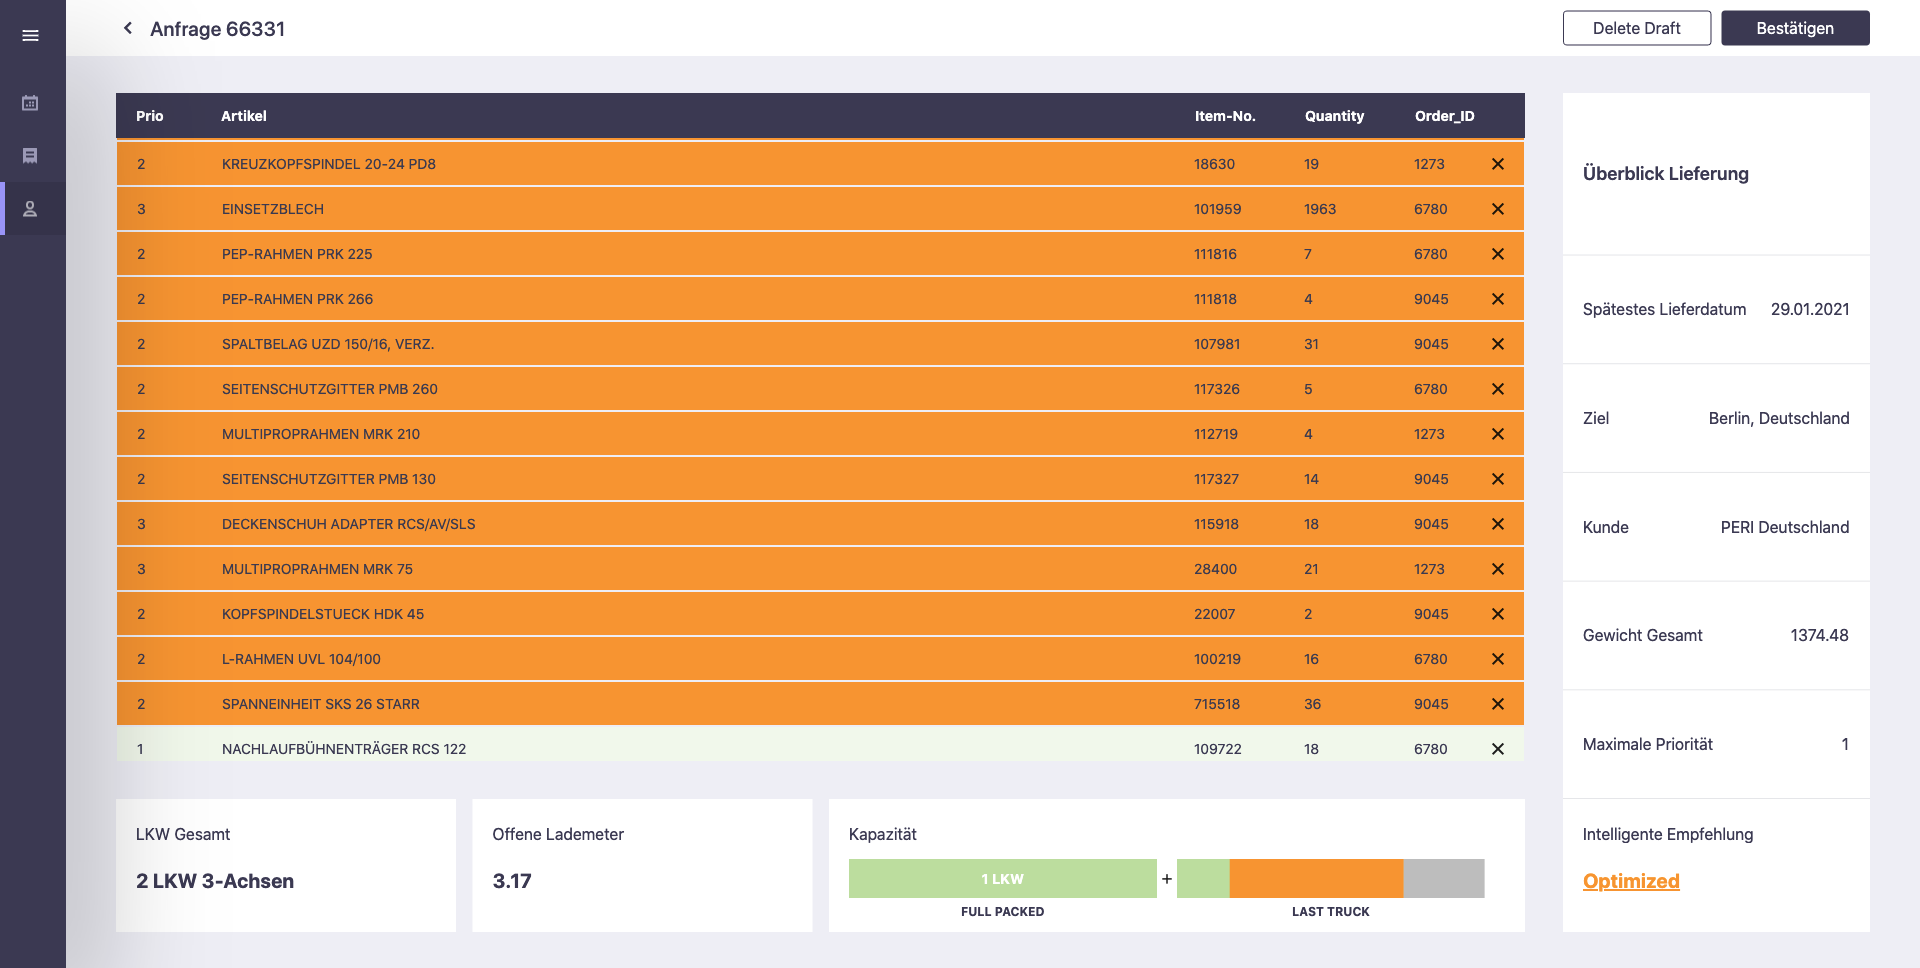 Anfrage 66331
Delete Draft
Bestätigen
Prio Artikel Item-No. Quantity Order_ID
2 KREUZKOPFSPINDEL 20-24 PD8 18630 19 1273
3 EINSETZBLECH 101959 1963 6780
2 PEP-RAHMEN PRK 225 111816 7 6780
2 PEP-RAHMEN PRK 266 111818 4 9045
2 SPALTBELAG UZD 150/16, VERZ. 107981 31 9045
2 SEITENSCHUTZGITTER PMB 260 117326 5 6780
2 MULTIPROPRAHMEN MRK 210 112719 4 1273
2 SEITENSCHUTZGITTER PMB 130 117327 14 9045
3 DECKENSCHUH ADAPTER RCS/AV/SLS 115918 18 9045
3 MULTIPROPRAHMEN MRK 75 28400 21 1273
2 KOPFSPINDELSTUECK HDK 45 22007 2 9045
2 L-RAHMEN UVL 104/100 100219 16 6780
2 SPANNEINHEIT SKS 26 STARR 715518 36 9045
1 NACHLAUFBÜHNENTRÄGER RCS 122 109722 18 6780
LKW Gesamt
2 LKW 3-Achsen
Offene Lademeter
3.17
Kapazität
1 LKW +
FULL PACKED
LAST TRUCK
Überblick Lieferung
Spätestes Lieferdatum 29.01.2021
Ziel Berlin, Deutschland
Kunde PERI Deutschland
Gewicht Gesamt 1374.48
Maximale Priorität 1
Intelligente Empfehlung
Optimized